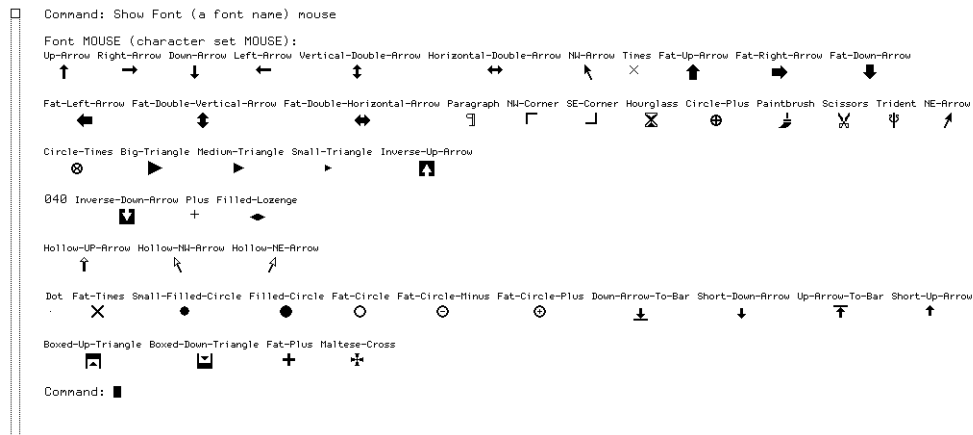 Command: Show Font (a font name) mouse
Font MOUSE (character set MOUSE):
Up-Arrow Right-Arrow Down-Arrow Left-Arrow Vertical-Double-Arrow Horizontal-Double-Arrow NW-Arrow Times Fat-Up-Arrow Fat-Right-Arrow Fat-Down-Arrow
Fat-Left-Arrow Fat-Double-Vertical-Arrow Fat-Double-Horizontal-Arrow Paragraph NW-Corner SE-Corner Hourglass Circle-Plus Paintbrush Scissors Trident NE-Arrow
Circle-Times Big-Triangle Medium-Triangle Small-Triangle Inverse-Up-Arrow
040 Inverse-Down-Arrow Plus Filled-Lozenge
Hollow-UP-Arrow Hollow-NW-Arrow Hollow-NE-Arrow
Dot Fat-Times Small-Filled-Circle Filled-Circle Fat-Circle Fat-Circle-Minus Fat-Circle-Plus Down-Arrow-To-Bar Short-Down-Arrow Up-Arrow-To-Bar Short-Up-Arrow
Boxed-Up-Triangle Boxed-Down-Triangle Fat-Plus Maltese-Cross
Command: